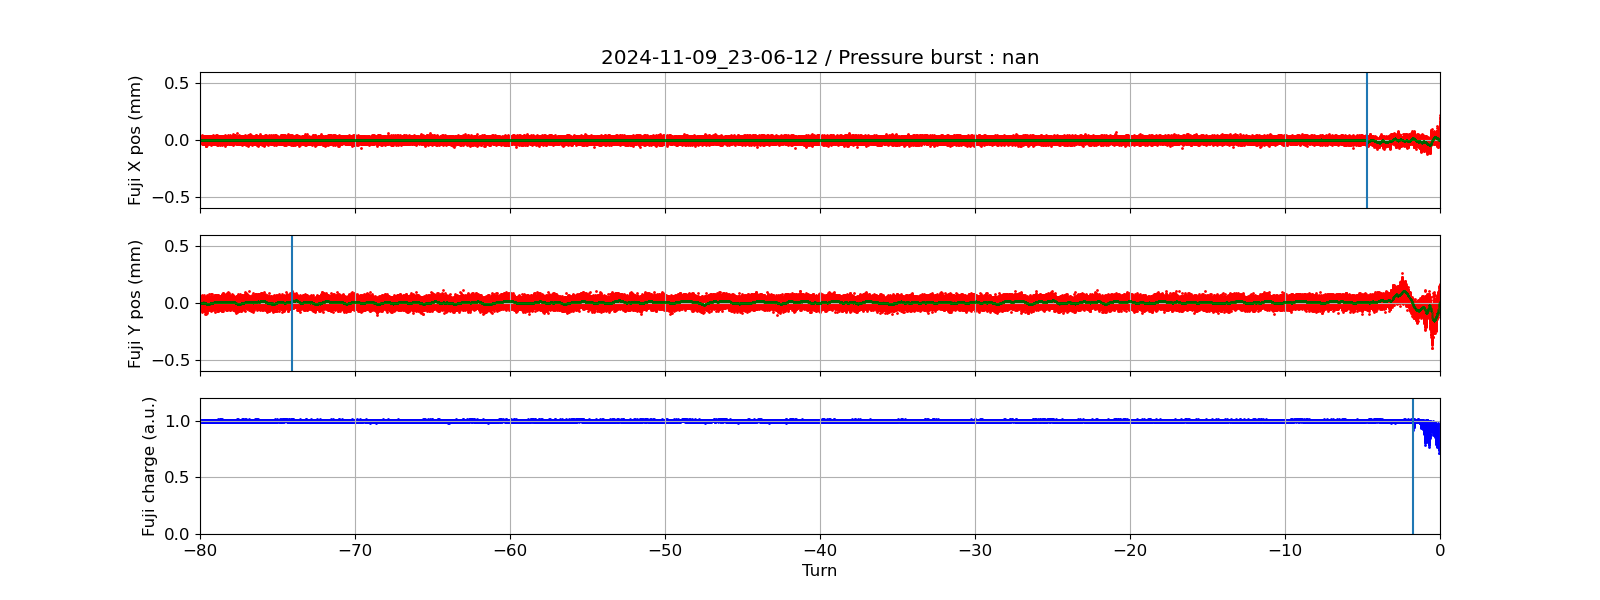 2024-11-09_23-06-12 / Pressure burst : nan
Fuji X pos (mm)
0.5
0.0
−0.5
Fuji Y pos (mm)
0.5
0.0
−0.5
Fuji charge (a.u.)
1.0
0.5
0.0
−80 −70 −60 −50 −40 −30 −20 −10 0
Turn